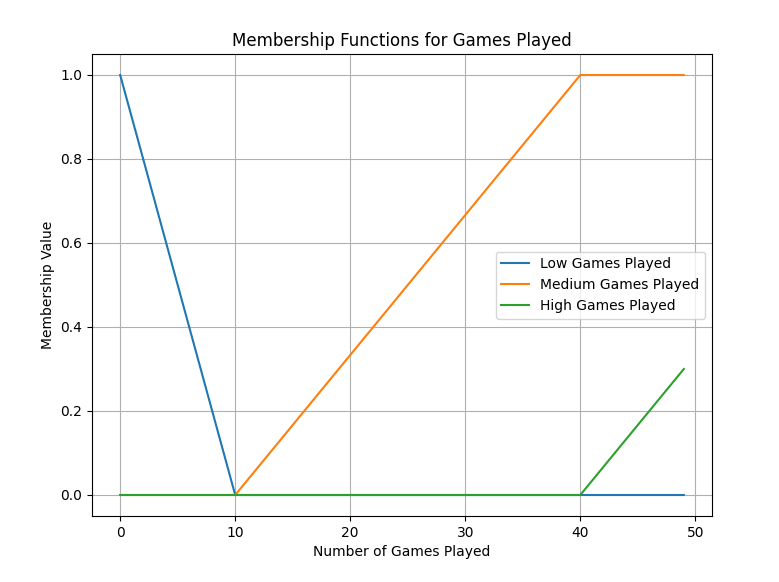 Membership Functions for Games Played
1.0
0.8
0.6
0.4
0.2
0.0
Membership Value
Low Games Played
Medium Games Played
High Games Played
0 10 20 30 40 50
Number of Games Played